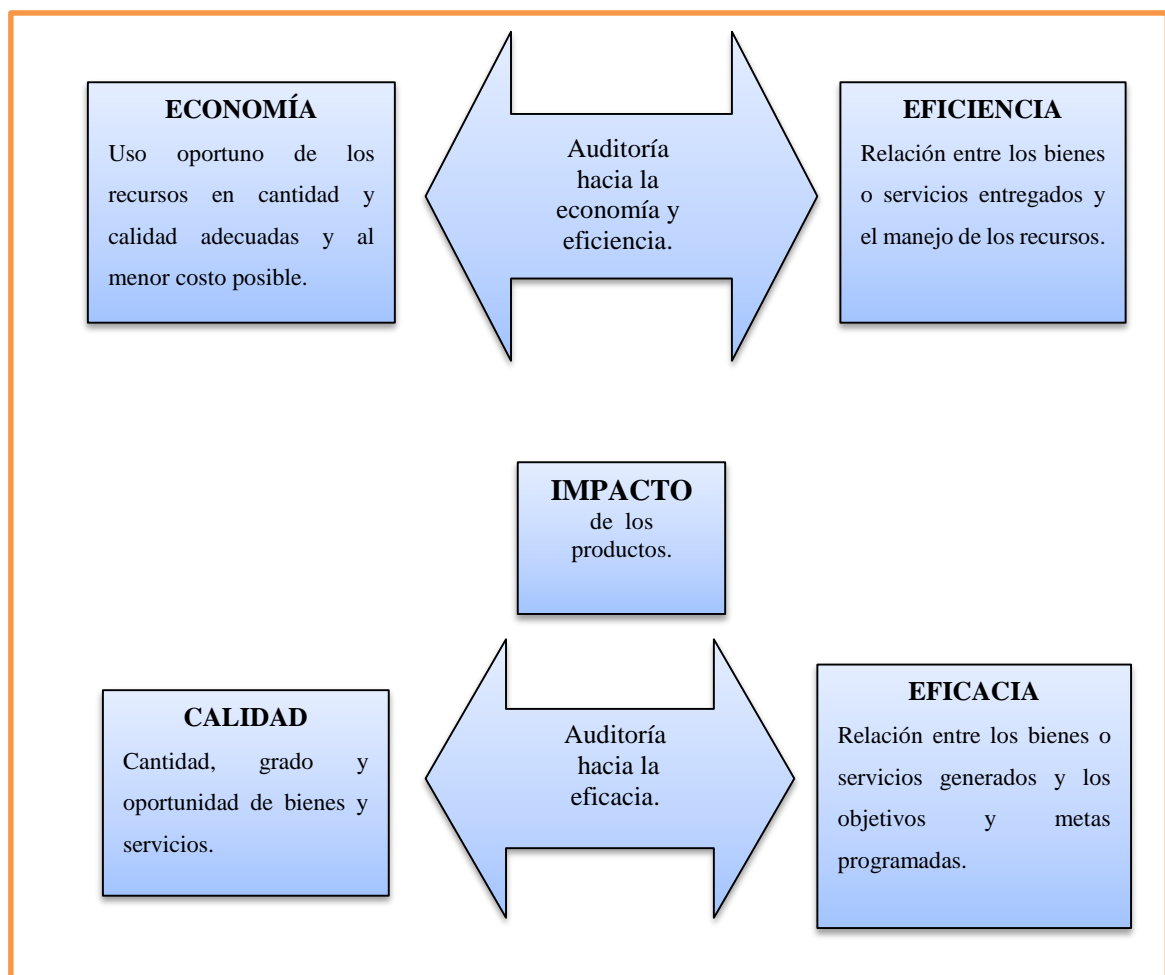 ECONOMÍA
Uso oportuno de los
recursos en cantidad y
calidad adecuadas y al
menor costo posible.
Auditoría
hacia la
economía y
eficiencia.
EFICIENCIA
Relación entre los bienes
o servicios entregados y
el manejo de los recursos.
IMPACTO
de los
productos.
CALIDAD
Cantidad, grado y
oportunidad de bienes y
servicios.
Auditoría
hacia la
eficacia.
EFICACIA
Relación entre los bienes o
servicios generados y los
objetivos y metas
programadas.